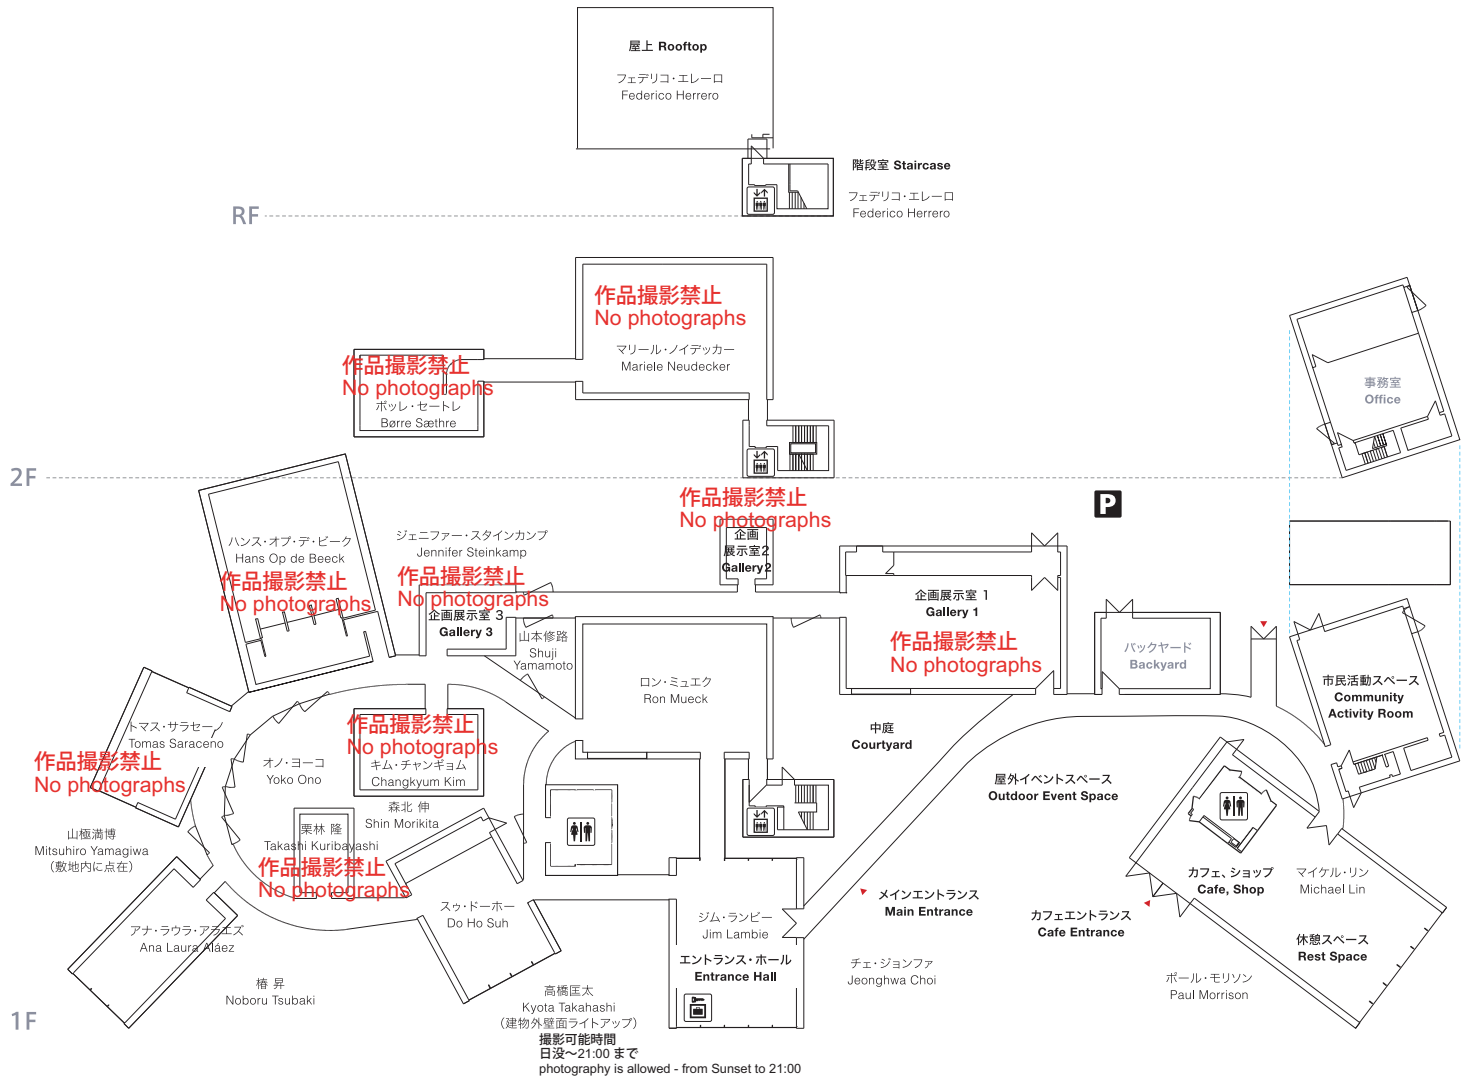 屋上 Rooftop
フェデリコ・エレーロ
Federico Herrero
階段室 Staircase
フェデリコ・エレーロ
Federico Herrero
RF
作品撮影禁止
No photographs
マリール・ノイデッカー
Mariele Neudecker
作品撮影禁止
No photographs
ボッレ・セートレ
Børre Sæthre
事務室
Office
2F
作品撮影禁止
No photographs
企画
展示室2
Gallery2
P
ハンス・オプ・デ・ビーク
Hans Op de Beeck
作品撮影禁止
No photographs
ジェニファー・スタインカンプ
Jennifer Steinkamp
作品撮影禁止
No photographs
企画展示室 3
Gallery 3
山本修路
Shuji
Yamamoto
企画展示室 1
Gallery 1
作品撮影禁止
No photographs
バックヤード
Backyard
市民活動スペース
Community
Activity Room
ロン・ミュエク
Ron Mueck
中庭
Courtyard
トマス・サラセーノ
Tomas Saraceno
作品撮影禁止
No photographs
オノ・ヨーコ
Yoko Ono
作品撮影禁止
No photographs
キム・チャンギョム
Changkyum Kim
屋外イベントスペース
Outdoor Event Space
森北 伸
Shin Morikita
栗林 隆
Takashi Kuribayashi
作品撮影禁止
No photographs
山極満博
Mitsuhiro Yamagiwa
（敷地内に点在）
スゥ・ドーホー
Do Ho Suh
ジム・ランビー
Jim Lambie
エントランス・ホール
Entrance Hall
メインエントランス
Main Entrance
カフェエントランス
Cafe Entrance
カフェ、ショップ
Cafe, Shop
マイケル・リン
Michael Lin
休憩スペース
Rest Space
アナ・ラウラ・アラエズ
Ana Laura Aláez
椿 昇
Noboru Tsubaki
チェ・ジョンファ
Jeonghwa Choi
ポール・モリソン
Paul Morrison
高橋匡太
Kyota Takahashi
（建物外壁面ライトアップ）
撮影可能時間
日没〜21:00 まで
photography is allowed - from Sunset to 21:00
1F